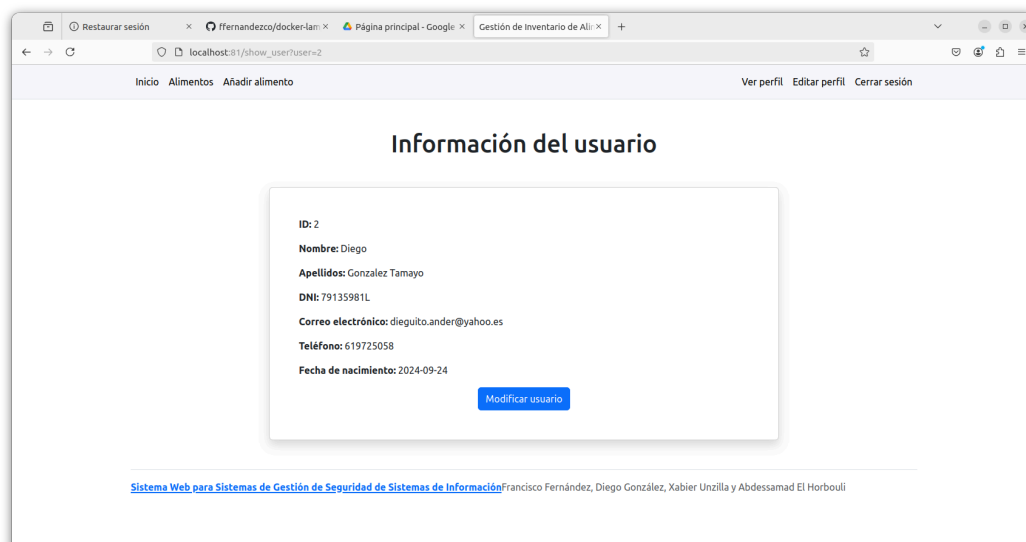 Restaurar sesión
ffernandezco/docker-lam
Página principal - Google
Gestión de Inventario de Alir
localhost:81/show_user?user=2
Inicio Alimentos Añadir alimento Ver perfil Editar perfil Cerrar sesión
Información del usuario
ID: 2
Nombre: Diego
Apellidos: Gonzalez Tamayo
DNI: 79135981L
Correo electrónico: dieguito.ander@yahoo.es
Teléfono: 619725058
Fecha de nacimiento: 2024-09-24
Modificar usuario
Sistema Web para Sistemas de Gestión de Seguridad de Sistemas de InformaciónFrancisco Fernández, Diego González, Xabier Unzilla y Abdessamad El Horbouli